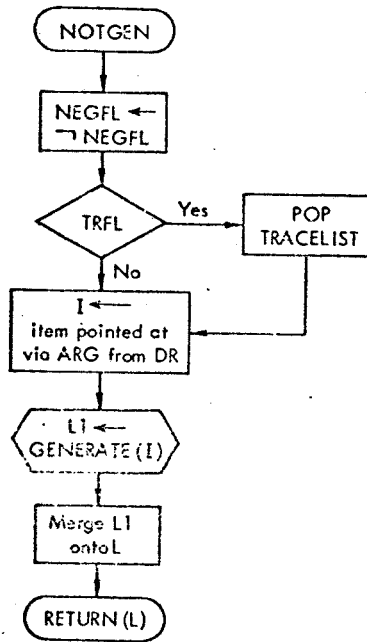 NOTGEN
NEGFL ←
¬ NEGFL
TRFL
Yes
POP
TRACELIST
No
I ←
item pointed at
via ARG from DR
L1 ←
GENERATE (I)
Merge L1
onto L
RETURN (L)